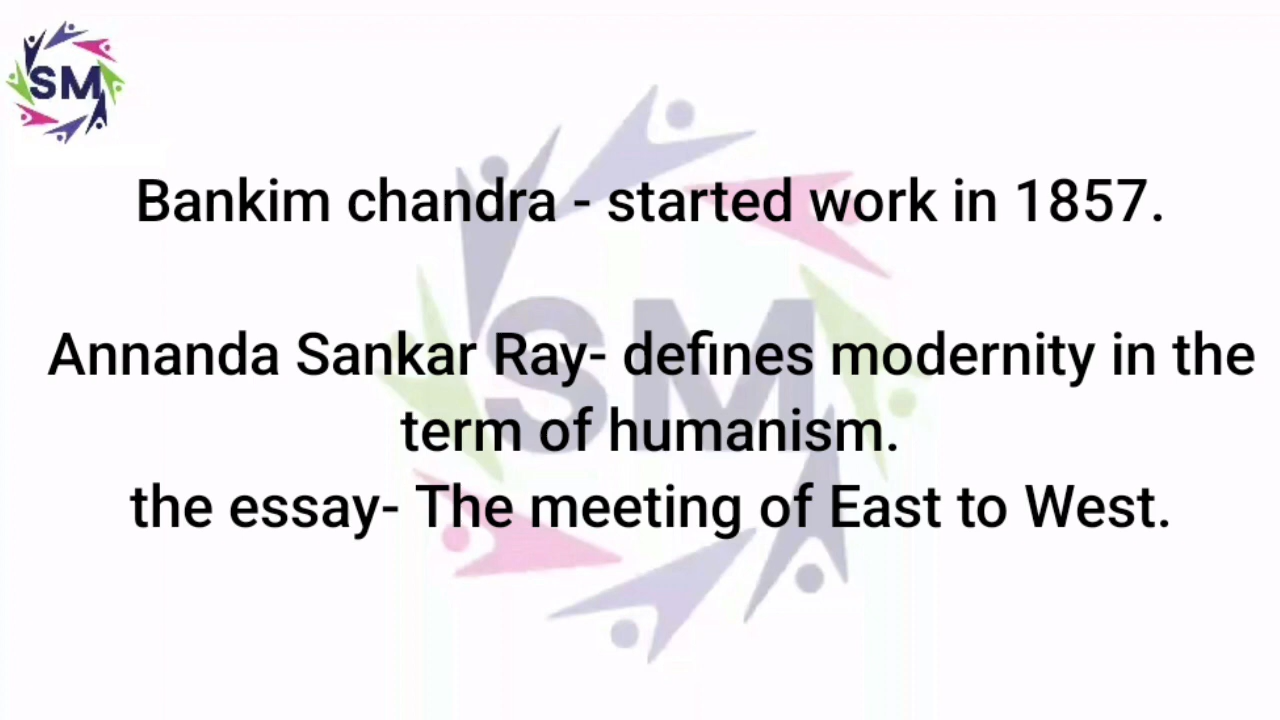 SM
Bankim chandra - started work in 1857.
SM
Annanda Sankar Ray- defines modernity in the
term of humanism.
the essay- The meeting of East to West.